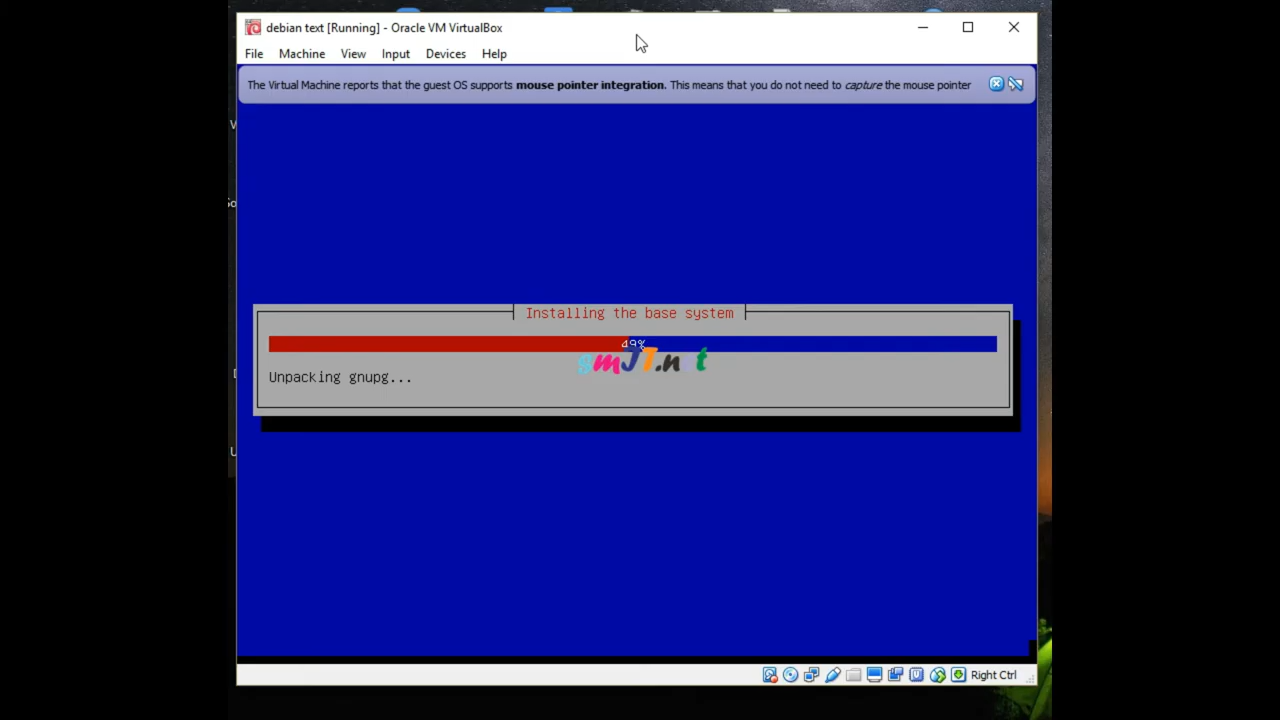 debian text [Running] - Oracle VM VirtualBox
File Machine View Input Devices Help
The Virtual Machine reports that the guest OS supports mouse pointer integration. This means that you do not need to capture the mouse pointer
Installing the base system
49%
gmJT.net
Unpacking gnupg...
Right Ctrl